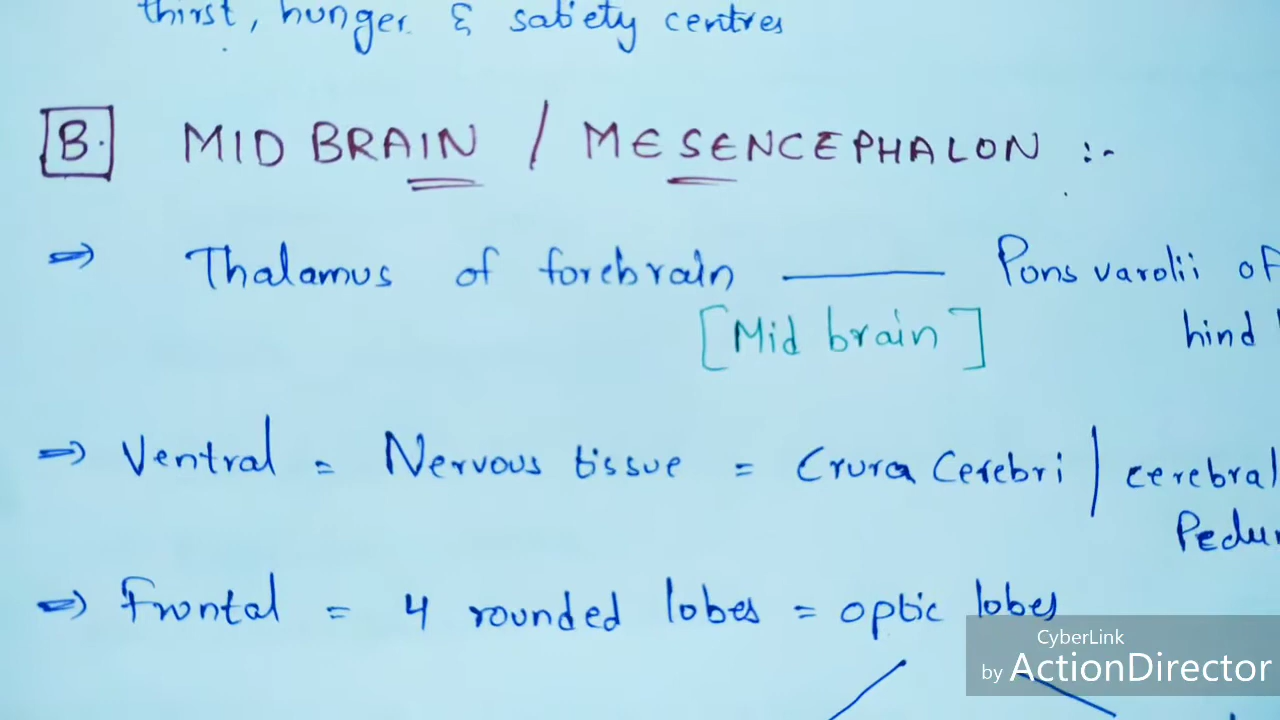 thirst, hunger & satiety centres
B. MID BRAIN / MESENCEPHALON :-
⇒ Thalamus of forebrain —— Pons varolii of
[Mid brain] hind
⇒ Ventral = Nervous tissue = Crura Cerebri / cerebral
Pedun
⇒ Frontal = 4 rounded lobes = optic lobes
CyberLink
by ActionDirector